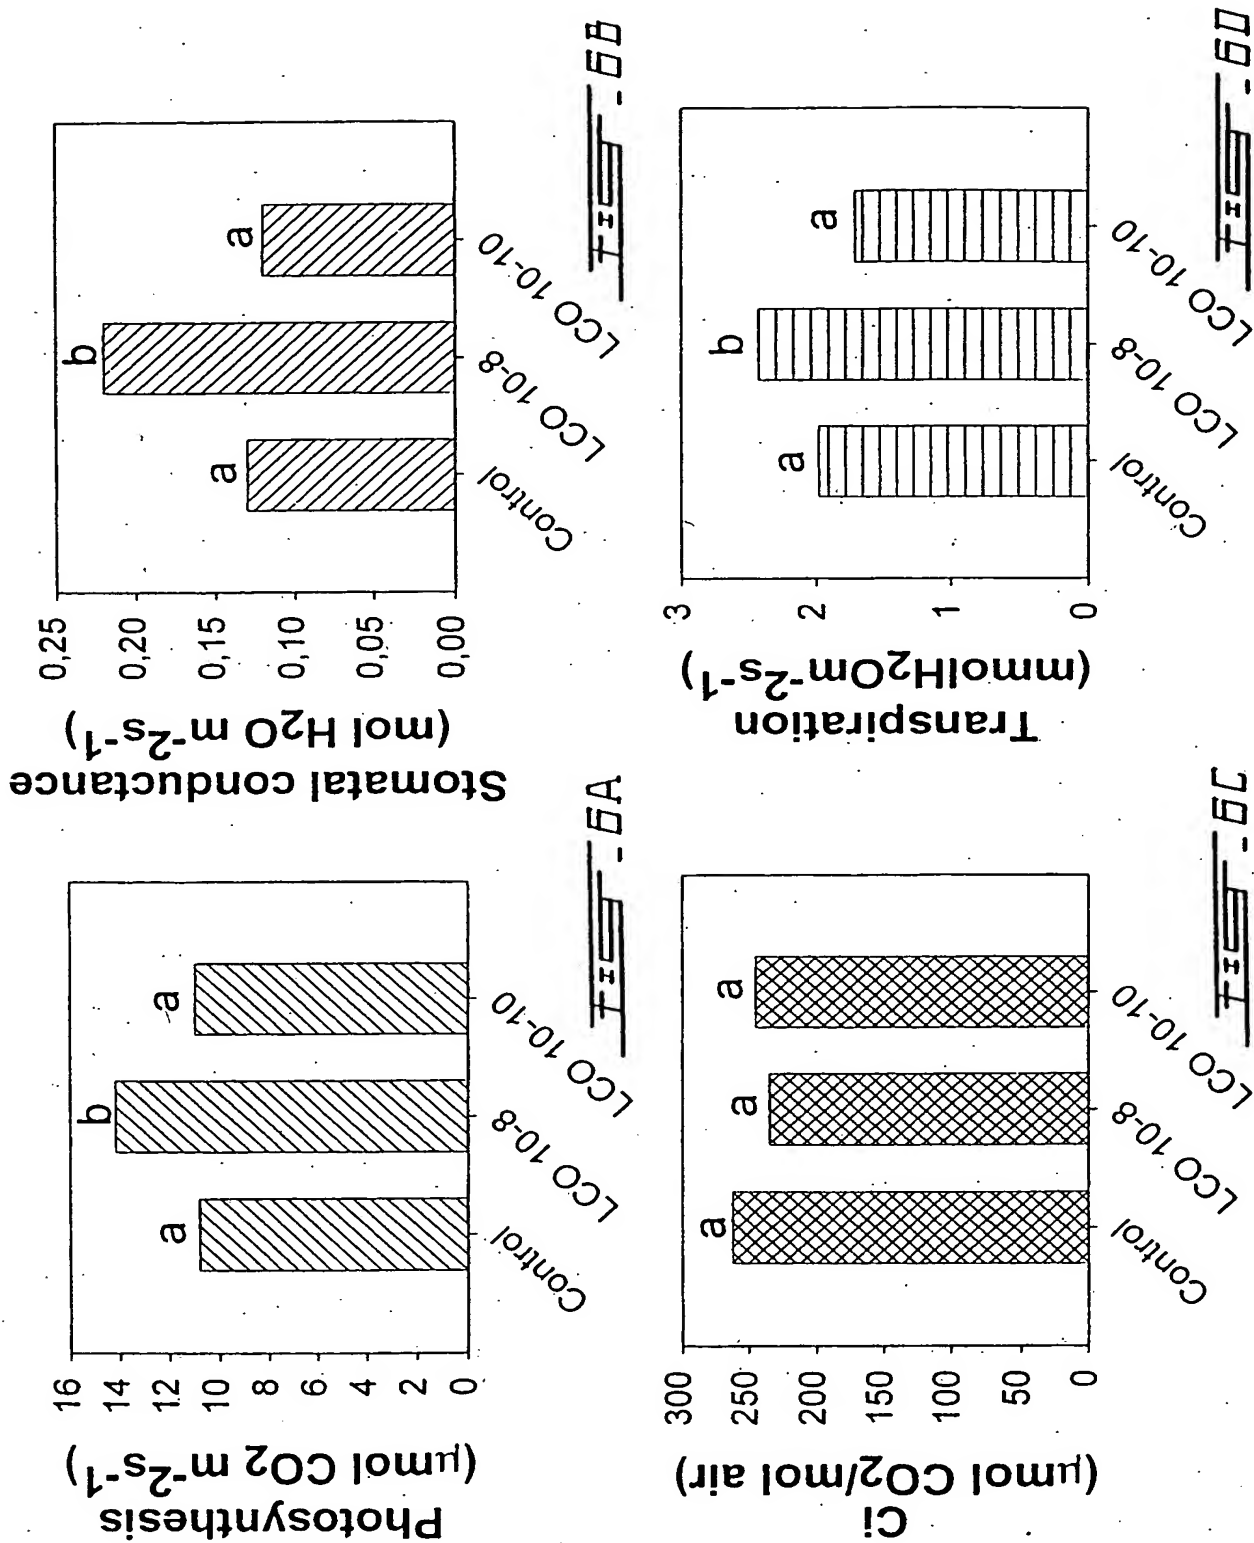 Photosynthesis
(µmol CO2 m-2s-1)
16
14
12
10
8
6
4
2
0
a
b
a
Control
LCO 10-8
LCO 10-10
FIG-6A
Stomatal conductance
(mol H2O m-2s-1)
0,25
0,20
0,15
0,10
0,05
0,00
a
b
a
Control
LCO 10-8
LCO 10-10
FIG-6B
Ci
(µmol CO2/mol air)
300
250
200
150
100
50
0
a
a
a
Control
LCO 10-8
LCO 10-10
FIG-6C
Transpiration
(mmolH2Om-2s-1)
3
2
1
0
a
b
a
Control
LCO 10-8
LCO 10-10
FIG-6D